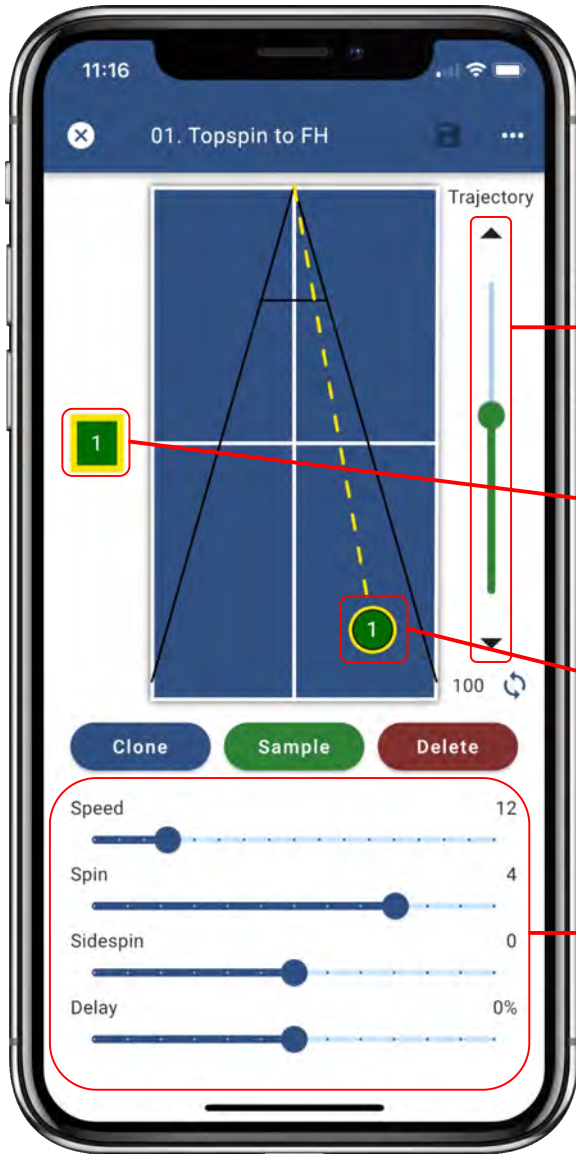 11:16
01. Topspin to FH
Trajectory
1
1
100
Clone Sample Delete
Speed 12
Spin 4
Sidespin 0
Delay 0%